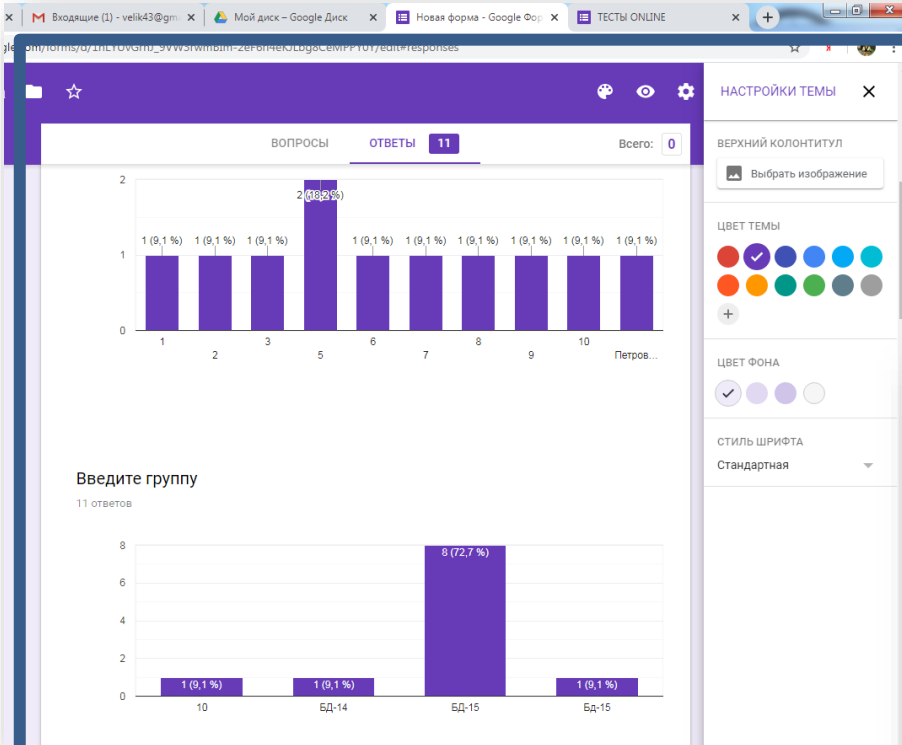 Входящие (1) - velik43@gm
Мой диск – Google Диск
Новая форма - Google Фор
ТЕСТЫ ONLINE
НАСТРОЙКИ ТЕМЫ
ВОПРОСЫ
ОТВЕТЫ 11
Всего: 0
ВЕРХНИЙ КОЛОНТИТУЛ
Выбрать изображение
2
2 (18,2 %)
1 (9,1 %) 1 (9,1 %) 1 (9,1 %) 1 (9,1 %) 1 (9,1 %) 1 (9,1 %) 1 (9,1 %) 1 (9,1 %) 1 (9,1 %)
1
0
1 2 3 5 6 7 8 9 10 Петров...
ЦВЕТ ТЕМЫ
ЦВЕТ ФОНА
СТИЛЬ ШРИФТА
Стандартная
Введите группу
11 ответов
8
8 (72,7 %)
6
4
2
1 (9,1 %) 1 (9,1 %) 1 (9,1 %)
0
10 БД-14 БД-15 Бд-15